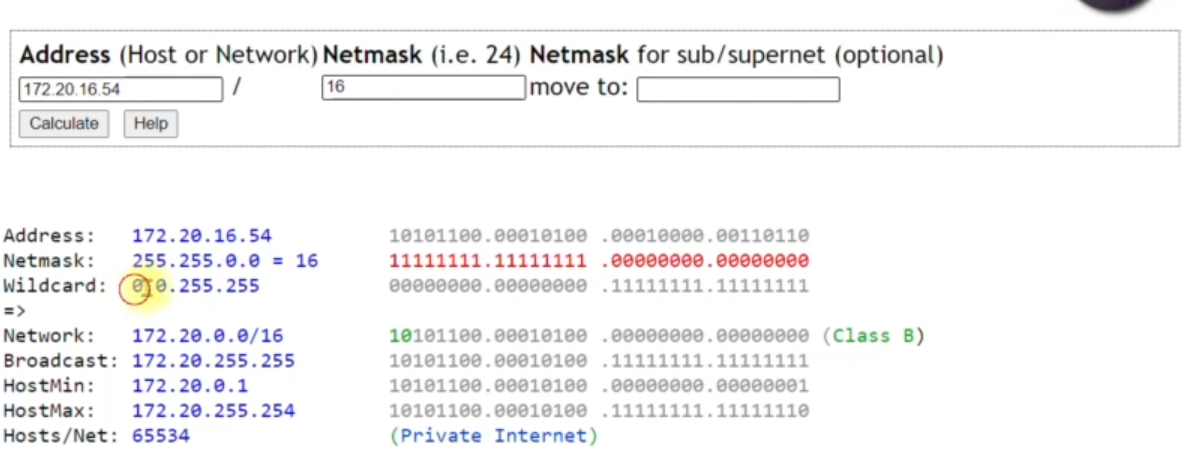 Address (Host or Network) Netmask (i.e. 24) Netmask for sub/supernet (optional)
172.20.16.54 / 16 move to:
Calculate Help
Address: 172.20.16.54 10101100.00010100 .00010000.00110110
Netmask: 255.255.0.0 = 16 11111111.11111111 .00000000.00000000
Wildcard: 0.0.255.255 00000000.00000000 .11111111.11111111
=>
Network: 172.20.0.0/16 10101100.00010100 .00000000.00000000 (Class B)
Broadcast: 172.20.255.255 10101100.00010100 .11111111.11111111
HostMin: 172.20.0.1 10101100.00010100 .00000000.00000001
HostMax: 172.20.255.254 10101100.00010100 .11111111.11111110
Hosts/Net: 65534 (Private Internet)